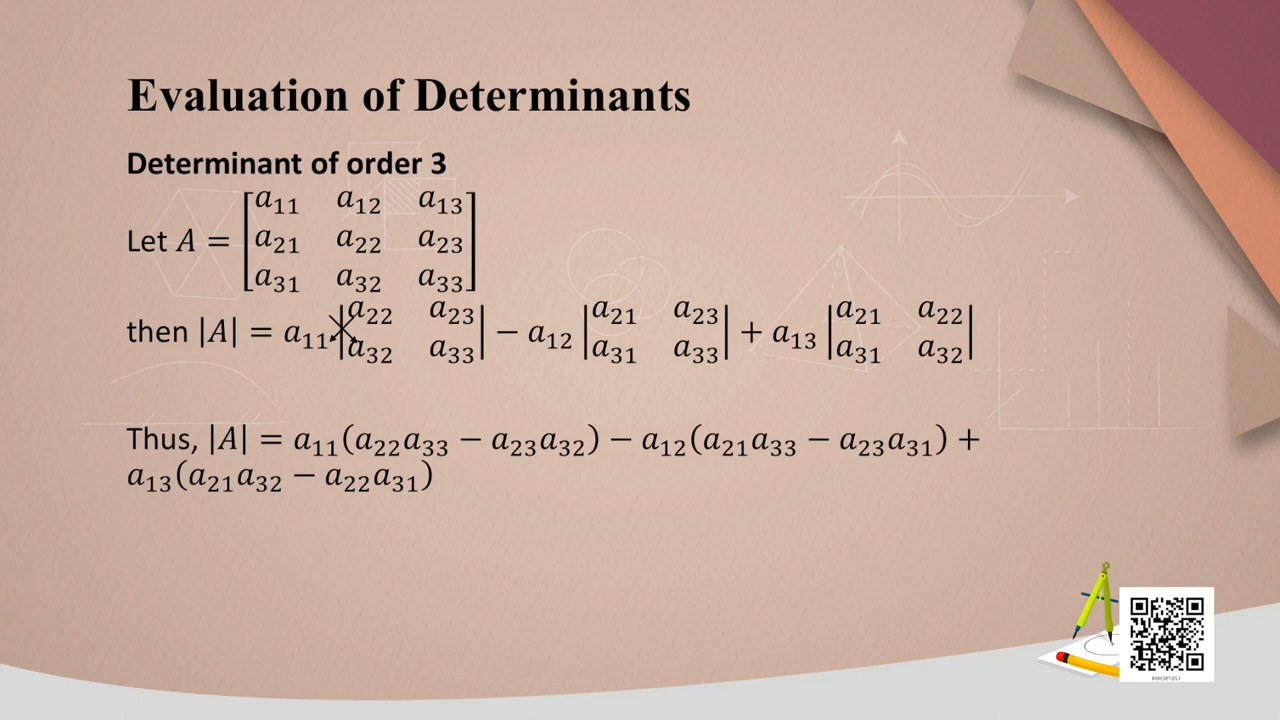 Evaluation of Determinants
Determinant of order 3
Let A = [a₁₁ a₁₂ a₁₃
a₂₁ a₂₂ a₂₃
a₃₁ a₃₂ a₃₃]
then |A| = a₁₁ |a₂₂ a₂₃ a₃₂ a₃₃| − a₁₂ |a₂₁ a₂₃ a₃₁ a₃₃| + a₁₃ |a₂₁ a₂₂ a₃₁ a₃₂|
Thus, |A| = a₁₁(a₂₂a₃₃ − a₂₃a₃₂) − a₁₂(a₂₁a₃₃ − a₂₃a₃₁) +
a₁₃(a₂₁a₃₂ − a₂₂a₃₁)